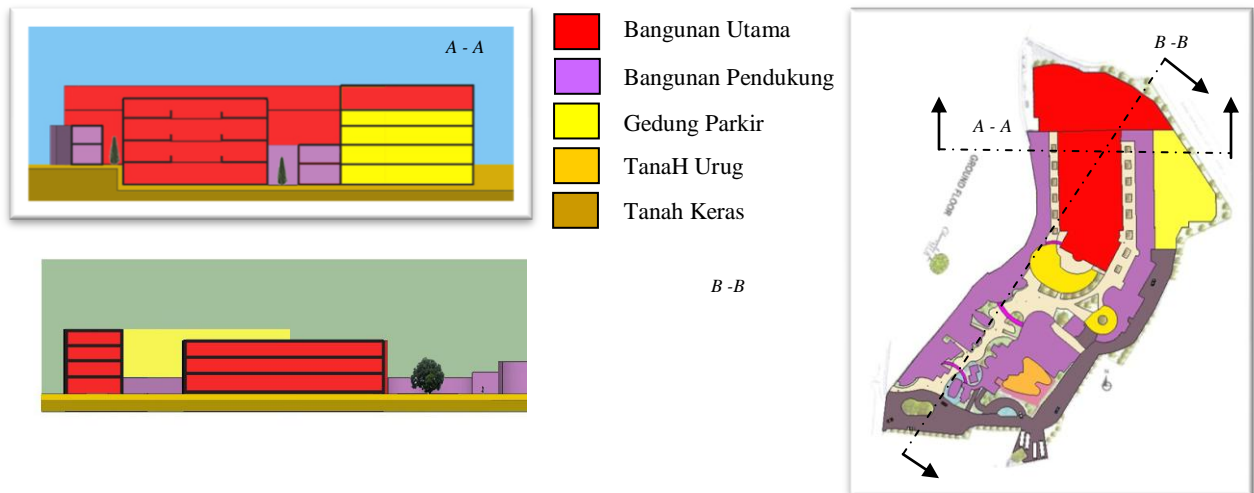 A - A
Bangunan Utama
Bangunan Pendukung
Gedung Parkir
TanaH Urug
Tanah Keras
B -B
B -B
A - A
GROUND FLOOR